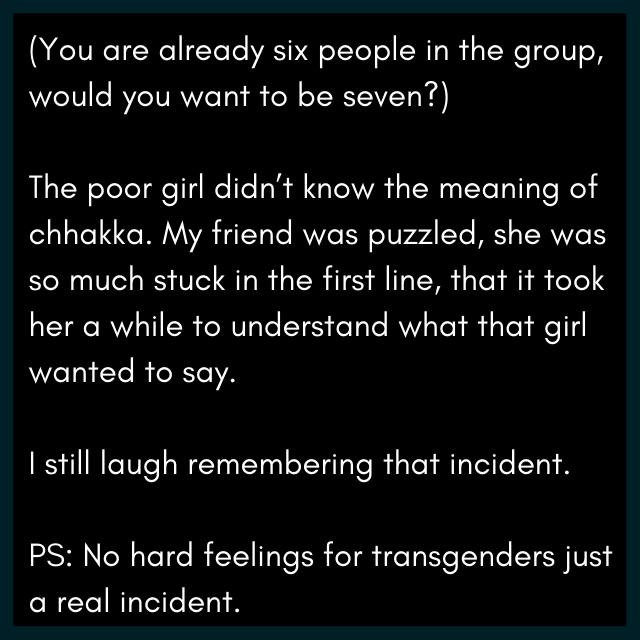 (You are already six people in the group,
would you want to be seven?)
The poor girl didn’t know the meaning of
chhakka. My friend was puzzled, she was
so much stuck in the first line, that it took
her a while to understand what that girl
wanted to say.
I still laugh remembering that incident.
PS: No hard feelings for transgenders just
a real incident.